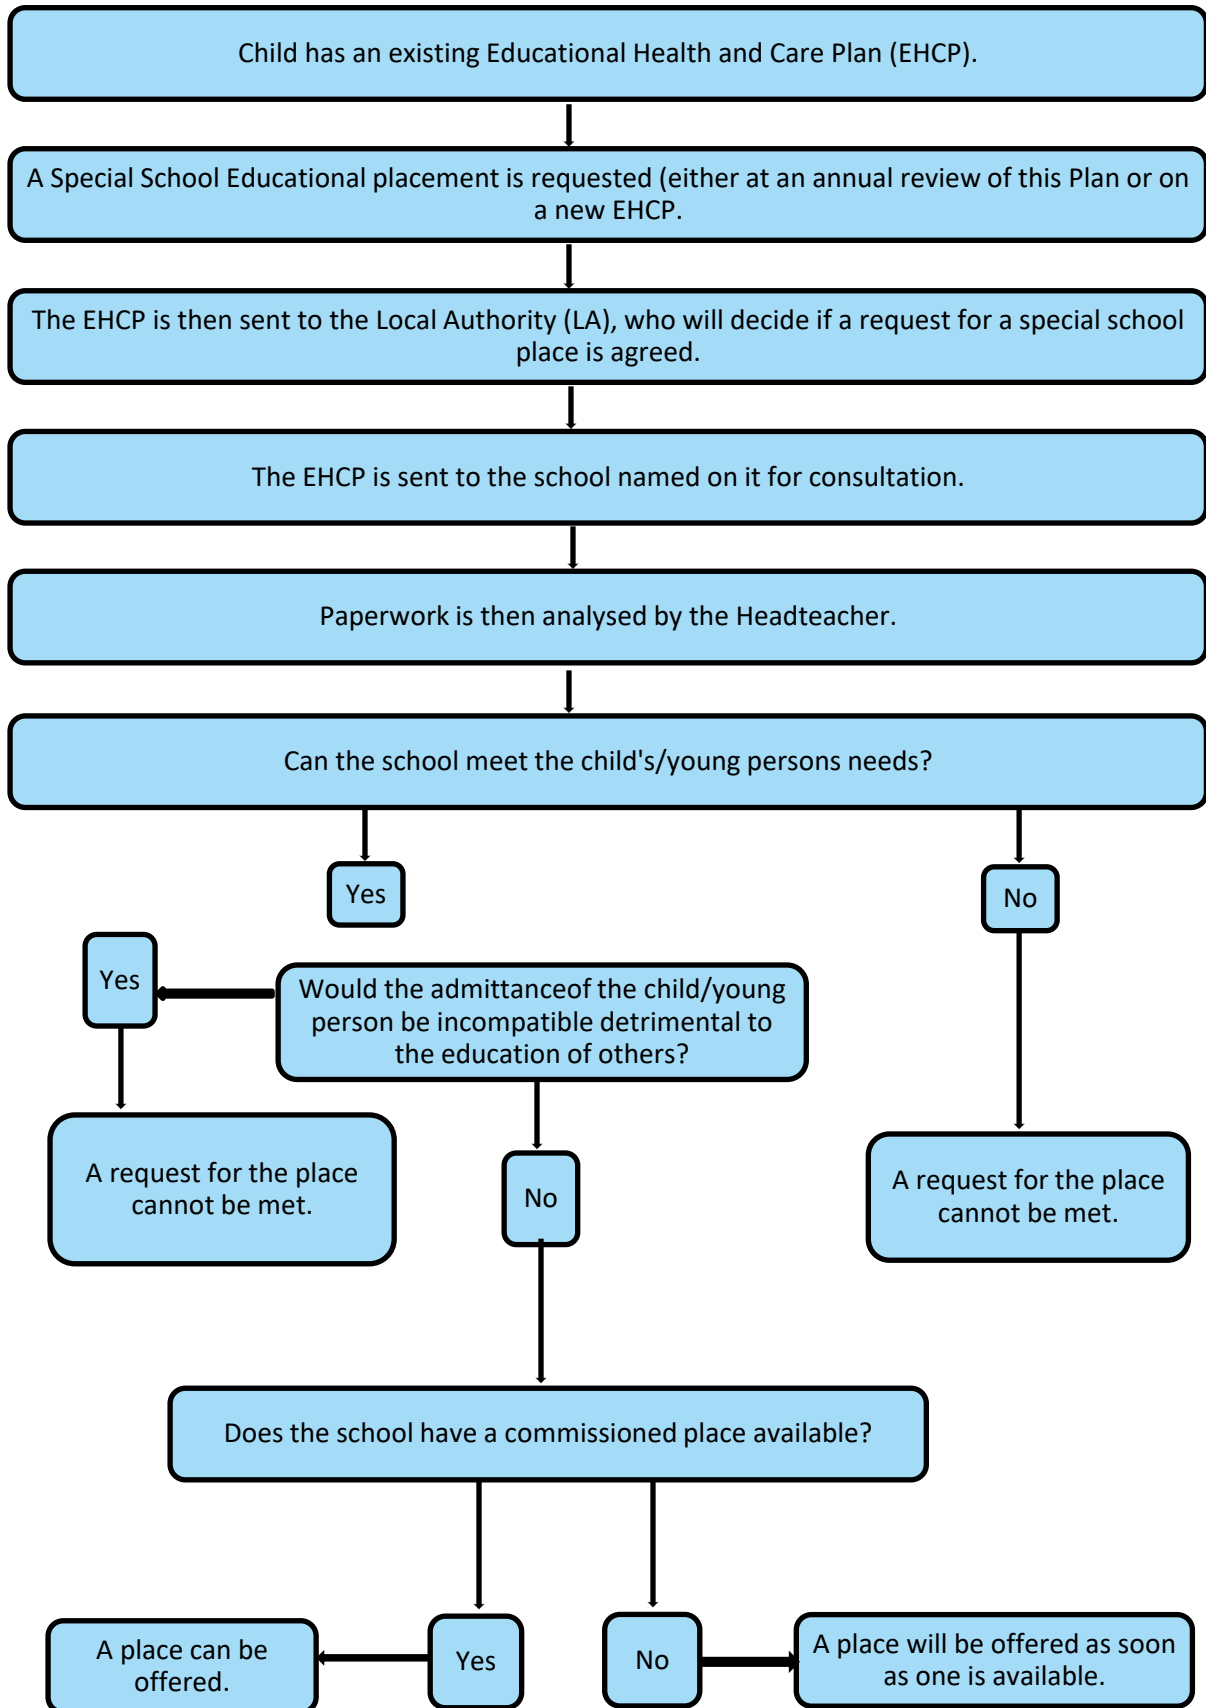 Child has an existing Educational Health and Care Plan (EHCP).
A Special School Educational placement is requested (either at an annual review of this Plan or on
a new EHCP.
The EHCP is then sent to the Local Authority (LA), who will decide if a request for a special school
place is agreed.
The EHCP is sent to the school named on it for consultation.
Paperwork is then analysed by the Headteacher.
Can the school meet the child's/young persons needs?
Yes
No
Yes
Would the admittanceof the child/young
person be incompatible detrimental to
the education of others?
A request for the place
cannot be met.
No
A request for the place
cannot be met.
Does the school have a commissioned place available?
A place can be
offered.
Yes
No
A place will be offered as soon
as one is available.